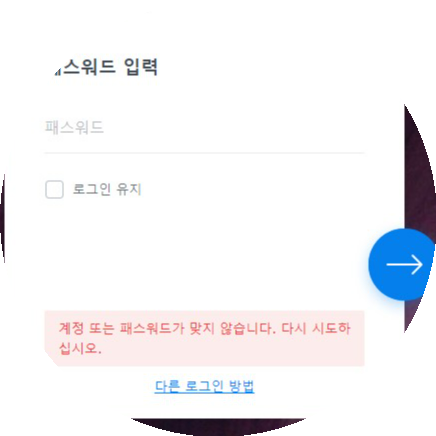 스워드 입력
패스워드
로그인 유지
계정 또는 패스워드가 맞지 않습니다. 다시 시도하
십시오.
다른 로그인 방법